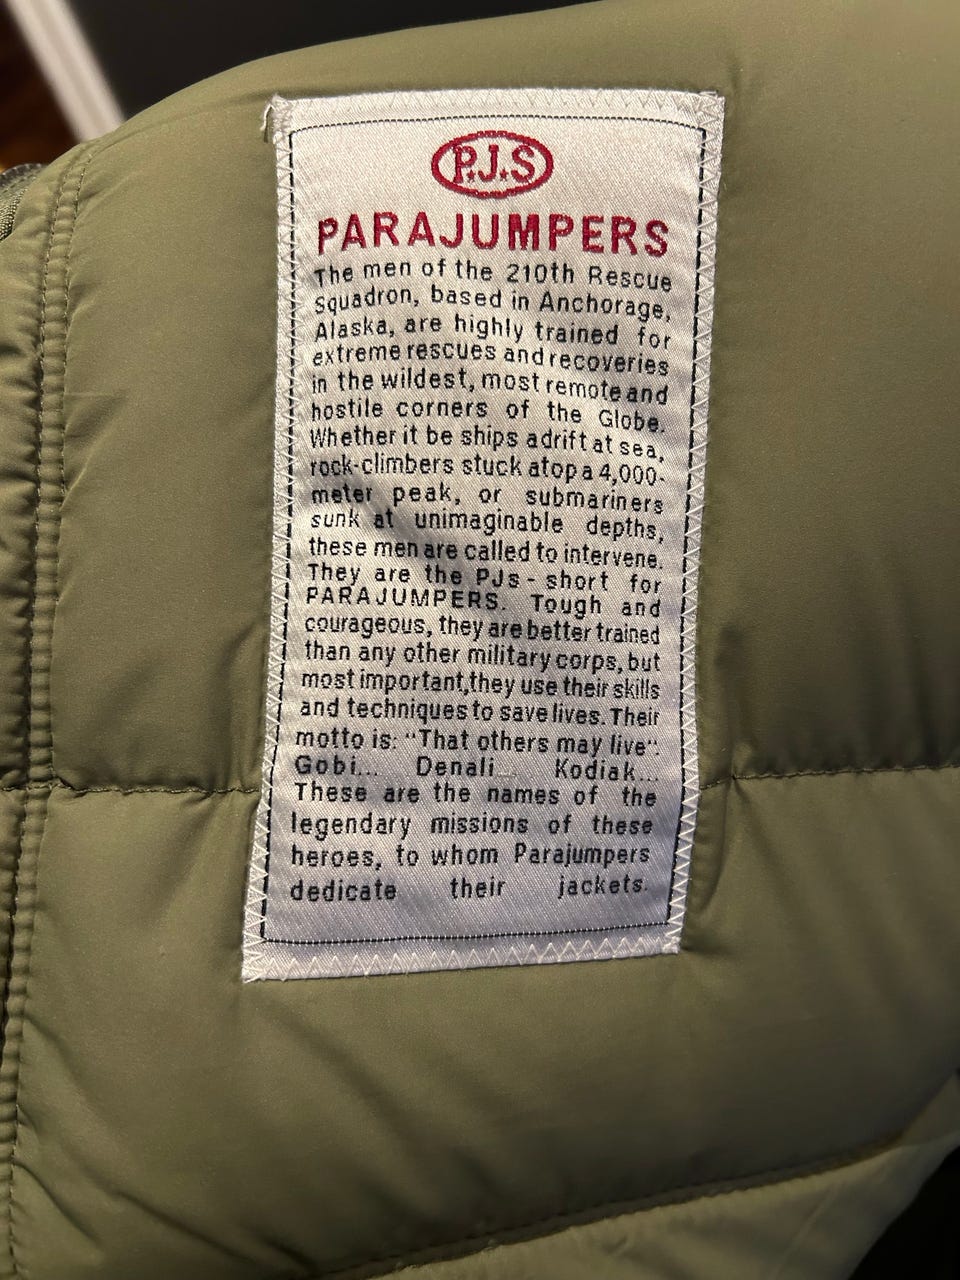 P.J.S
PARAJUMPERS
The men of the 210th Rescue
Squadron, based in Anchorage,
Alaska, are highly trained for
extreme rescues and recoveries
in the wildest, most remote and
hostile corners of the Globe.
Whether it be ships adrift at sea,
rock-climbers stuck atop a 4,000-
meter peak, or submariners
sunk at unimaginable depths,
these men are called to intervene.
They are the PJs - short for
PARAJUMPERS. Tough and
courageous, they are better trained
than any other military corps, but
most important, they use their skills
and techniques to save lives. Their
motto is: "That others may live".
Gobi... Denali... Kodiak...
These are the names of the
legendary missions of these
heroes, to whom Parajumpers
dedicate their jackets.